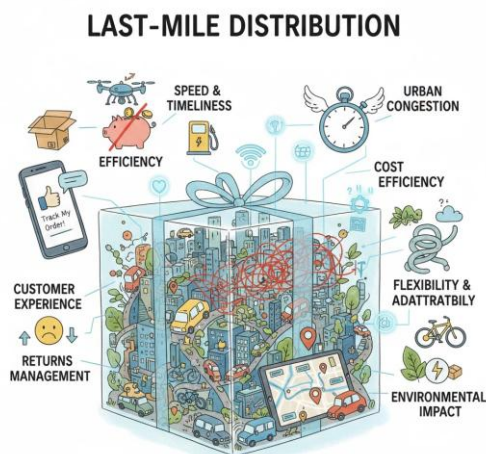 LAST-MILE DISTRIBUTION
SPEED &
TIMELINESS
URBAN
CONGESTION
EFFICIENCY
COST
EFFICIENCY
Track My
Order!
CUSTOMER
EXPERIENCE
FLEXIBILITY &
ADATTRATBILY
RETURNS
MANAGEMENT
ENVIRONMENTAL
IMPACT